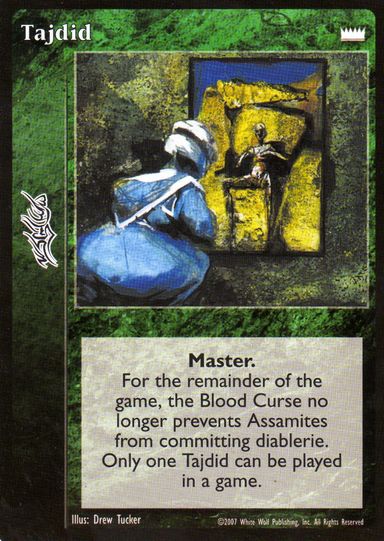 Tajdid
Master.
For the remainder of the
game, the Blood Curse no
longer prevents Assamites
from committing diablerie.
Only one Tajdid can be played
in a game.
Illus: Drew Tucker
©2007 White Wolf Publishing, Inc. All Rights Reserved